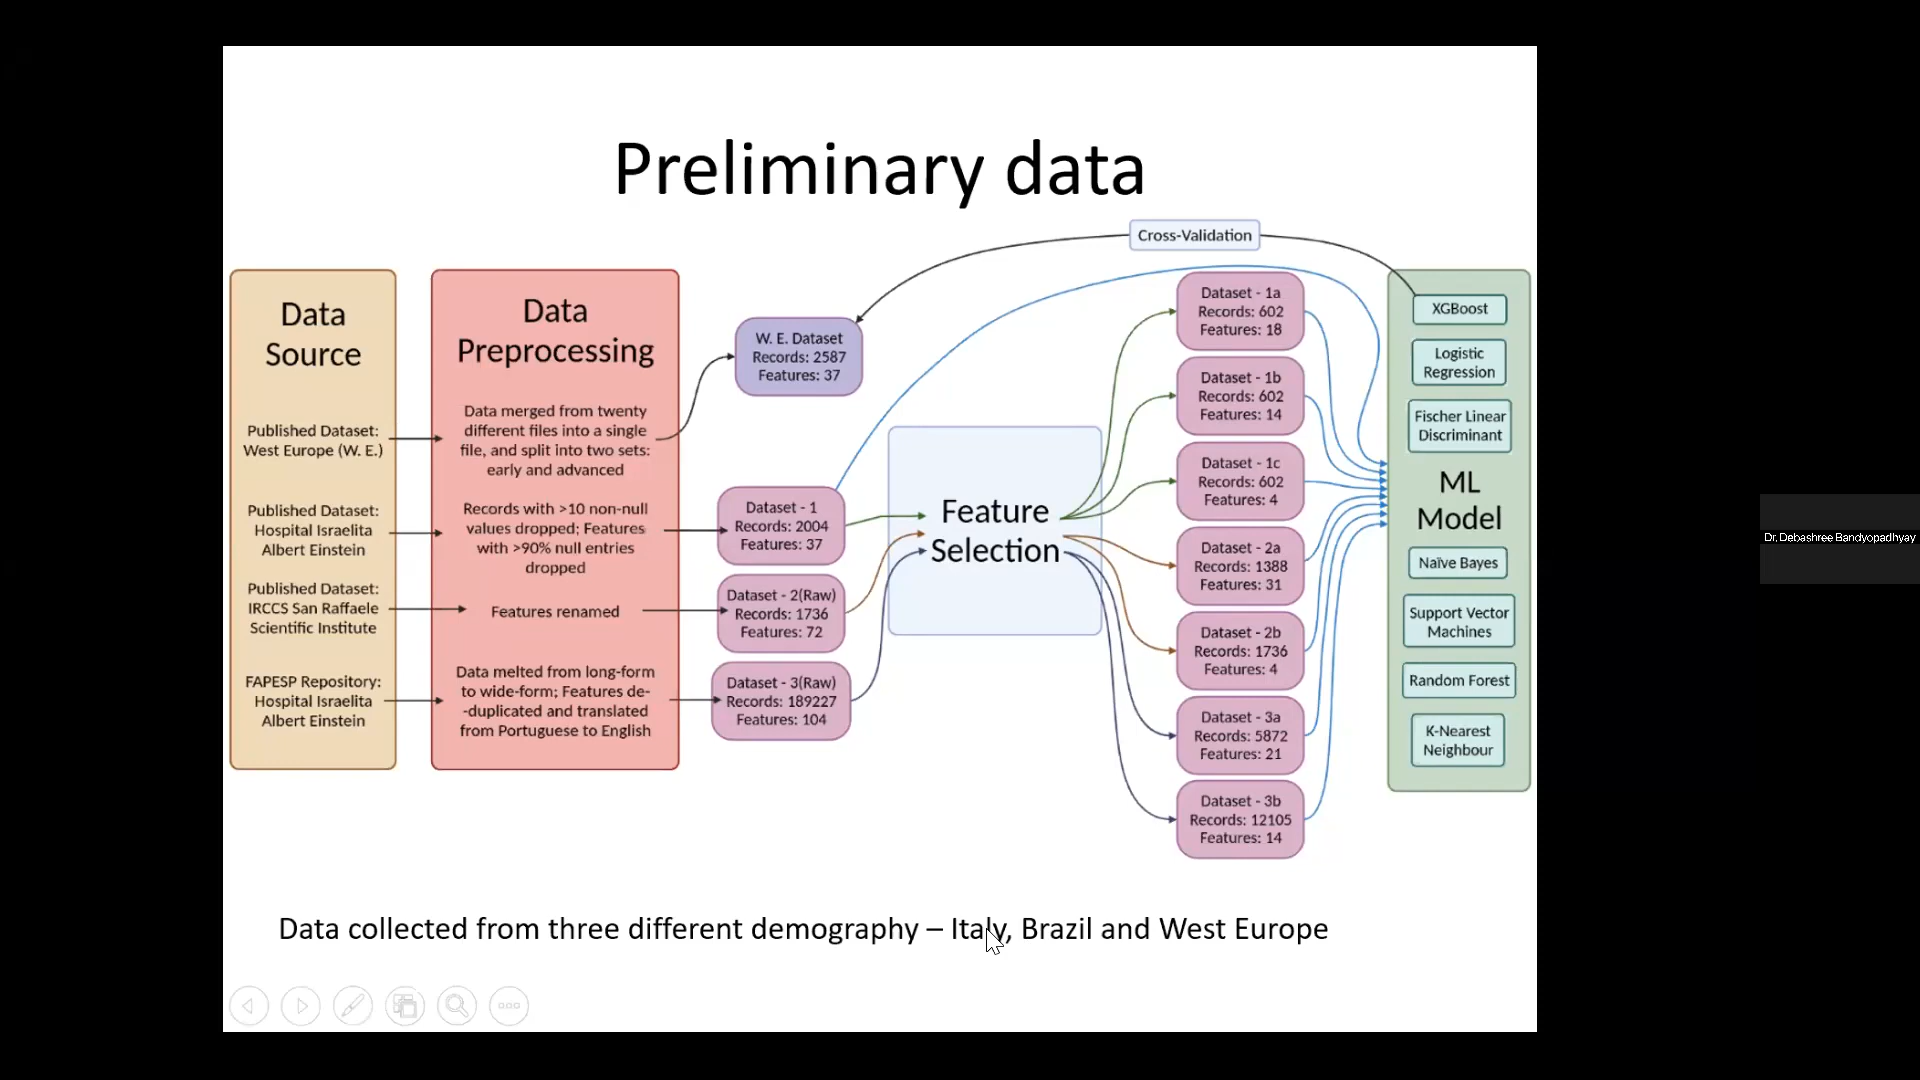 Preliminary data
Cross-Validation
Data
Source
Published Dataset:
West Europe (W. E.)
Published Dataset:
Hospital Israelita
Albert Einstein
Published Dataset:
IRCCS San Raffaele
Scientific Institute
FAPESP Repository:
Hospital Israelita
Albert Einstein
Data
Preprocessing
Data merged from twenty
different files into a single
file, and split into two sets:
early and advanced
Records with >10 non-null
values dropped; Features
with >90% null entries
dropped
Features renamed
Data melted from long-form
to wide-form; Features de-
-duplicated and translated
from Portuguese to English
W. E. Dataset
Records: 2587
Features: 37
Dataset - 1
Records: 2004
Features: 37
Dataset - 2(Raw)
Records: 1736
Features: 72
Dataset - 3(Raw)
Records: 189227
Features: 104
Feature
Selection
Dataset - 1a
Records: 602
Features: 18
Dataset - 1b
Records: 602
Features: 14
Dataset - 1c
Records: 602
Features: 4
Dataset - 2a
Records: 1388
Features: 31
Dataset - 2b
Records: 1736
Features: 4
Dataset - 3a
Records: 5872
Features: 21
Dataset - 3b
Records: 12105
Features: 14
XGBoost
Logistic
Regression
Fischer Linear
Discriminant
ML
Model
Naïve Bayes
Support Vector
Machines
Random Forest
K-Nearest
Neighbour
Data collected from three different demography – Italy, Brazil and West Europe
Dr. Debashree Bandyopadhyay